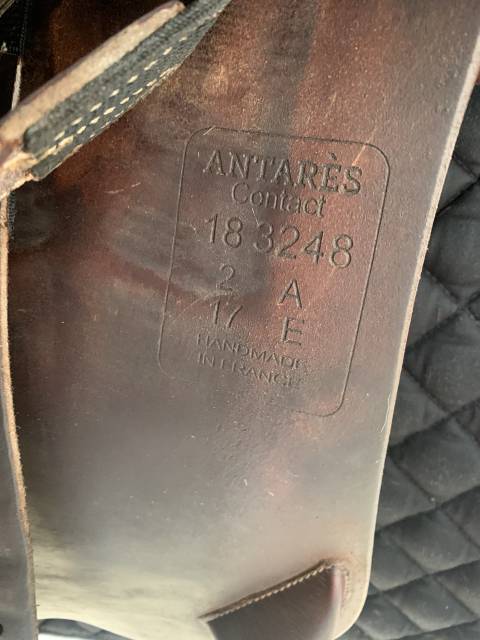 ANTARÈS
Contact
18 3248
2 A
17 E
HANDMADE
IN FRANCE